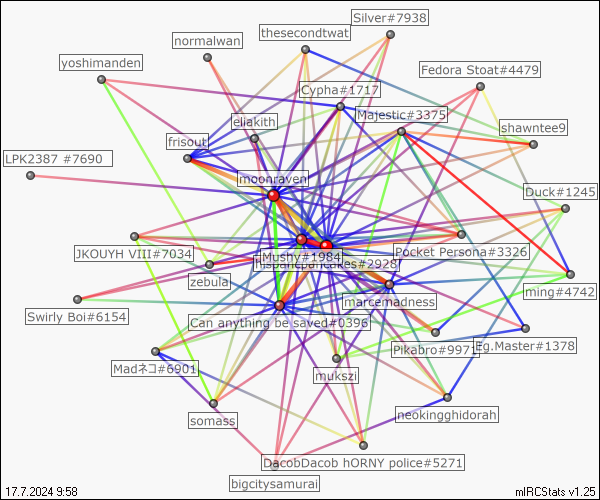 Silver#7938
thesecondtwat
normalwan
yoshimanden
Fedora Stoat#4479
Cypha#1717
Majestic#3375
eliakith
shawntee9
frisout
LPK2387 #7690
moonraven
Duck#1245
JKOUYH VIII#7034
Pocket Persona#3326
Mushy#1984
hispanicpancakes#2928
zebula
ming#4742
marcemadness
Swirly Boi#6154
Can anything be saved#0396
Eg.Master#1378
Pikabro#9971
Madネコ#6901
mukszi
neokingghidorah
somass
DacobDacob hORNY police#5271
bigcitysamurai
17.7.2024 9:58
mIRCStats v1.25